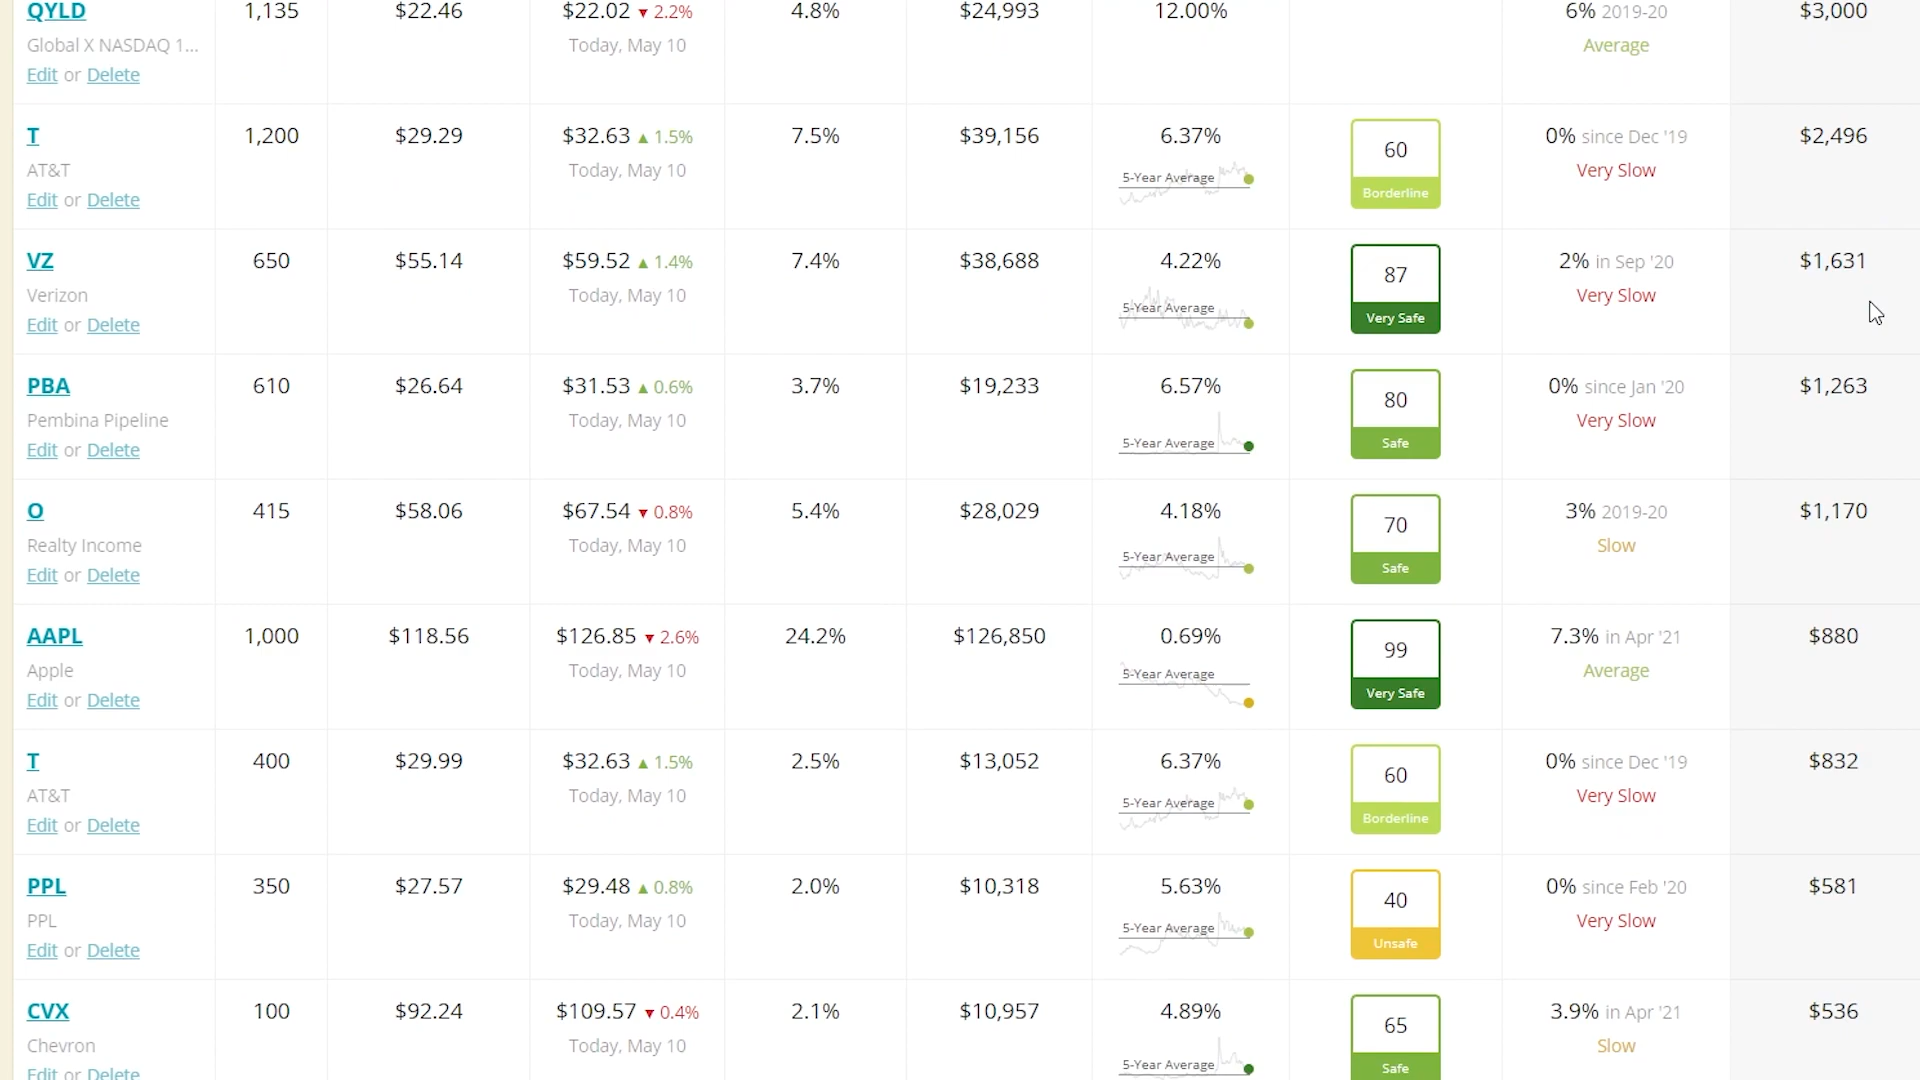 QYLD 1,135 $22.46 $22.02 ▼ 2.2% 4.8% $24,993 12.00% 6% 2019-20 $3,000
Global X NASDAQ 1... Today, May 10 Average
Edit or Delete
T 1,200 $29.29 $32.63 ▲ 1.5% 7.5% $39,156 6.37% 60 0% since Dec '19 $2,496
AT&T Today, May 10 5-Year Average Very Slow
Edit or Delete Borderline
VZ 650 $55.14 $59.52 ▲ 1.4% 7.4% $38,688 4.22% 87 2% in Sep '20 $1,631
Verizon Today, May 10 5-Year Average Very Slow
Edit or Delete Very Safe
PBA 610 $26.64 $31.53 ▲ 0.6% 3.7% $19,233 6.57% 80 0% since Jan '20 $1,263
Pembina Pipeline Today, May 10 5-Year Average Very Slow
Edit or Delete Safe
O 415 $58.06 $67.54 ▼ 0.8% 5.4% $28,029 4.18% 70 3% 2019-20 $1,170
Realty Income Today, May 10 5-Year Average Slow
Edit or Delete Safe
AAPL 1,000 $118.56 $126.85 ▼ 2.6% 24.2% $126,850 0.69% 99 7.3% in Apr '21 $880
Apple Today, May 10 5-Year Average Average
Edit or Delete Very Safe
T 400 $29.99 $32.63 ▲ 1.5% 2.5% $13,052 6.37% 60 0% since Dec '19 $832
AT&T Today, May 10 5-Year Average Very Slow
Edit or Delete Borderline
PPL 350 $27.57 $29.48 ▲ 0.8% 2.0% $10,318 5.63% 40 0% since Feb '20 $581
PPL Today, May 10 5-Year Average Very Slow
Edit or Delete Unsafe
CVX 100 $92.24 $109.57 ▼ 0.4% 2.1% $10,957 4.89% 65 3.9% in Apr '21 $536
Chevron Today, May 10 5-Year Average Slow
Edit or Delete Safe